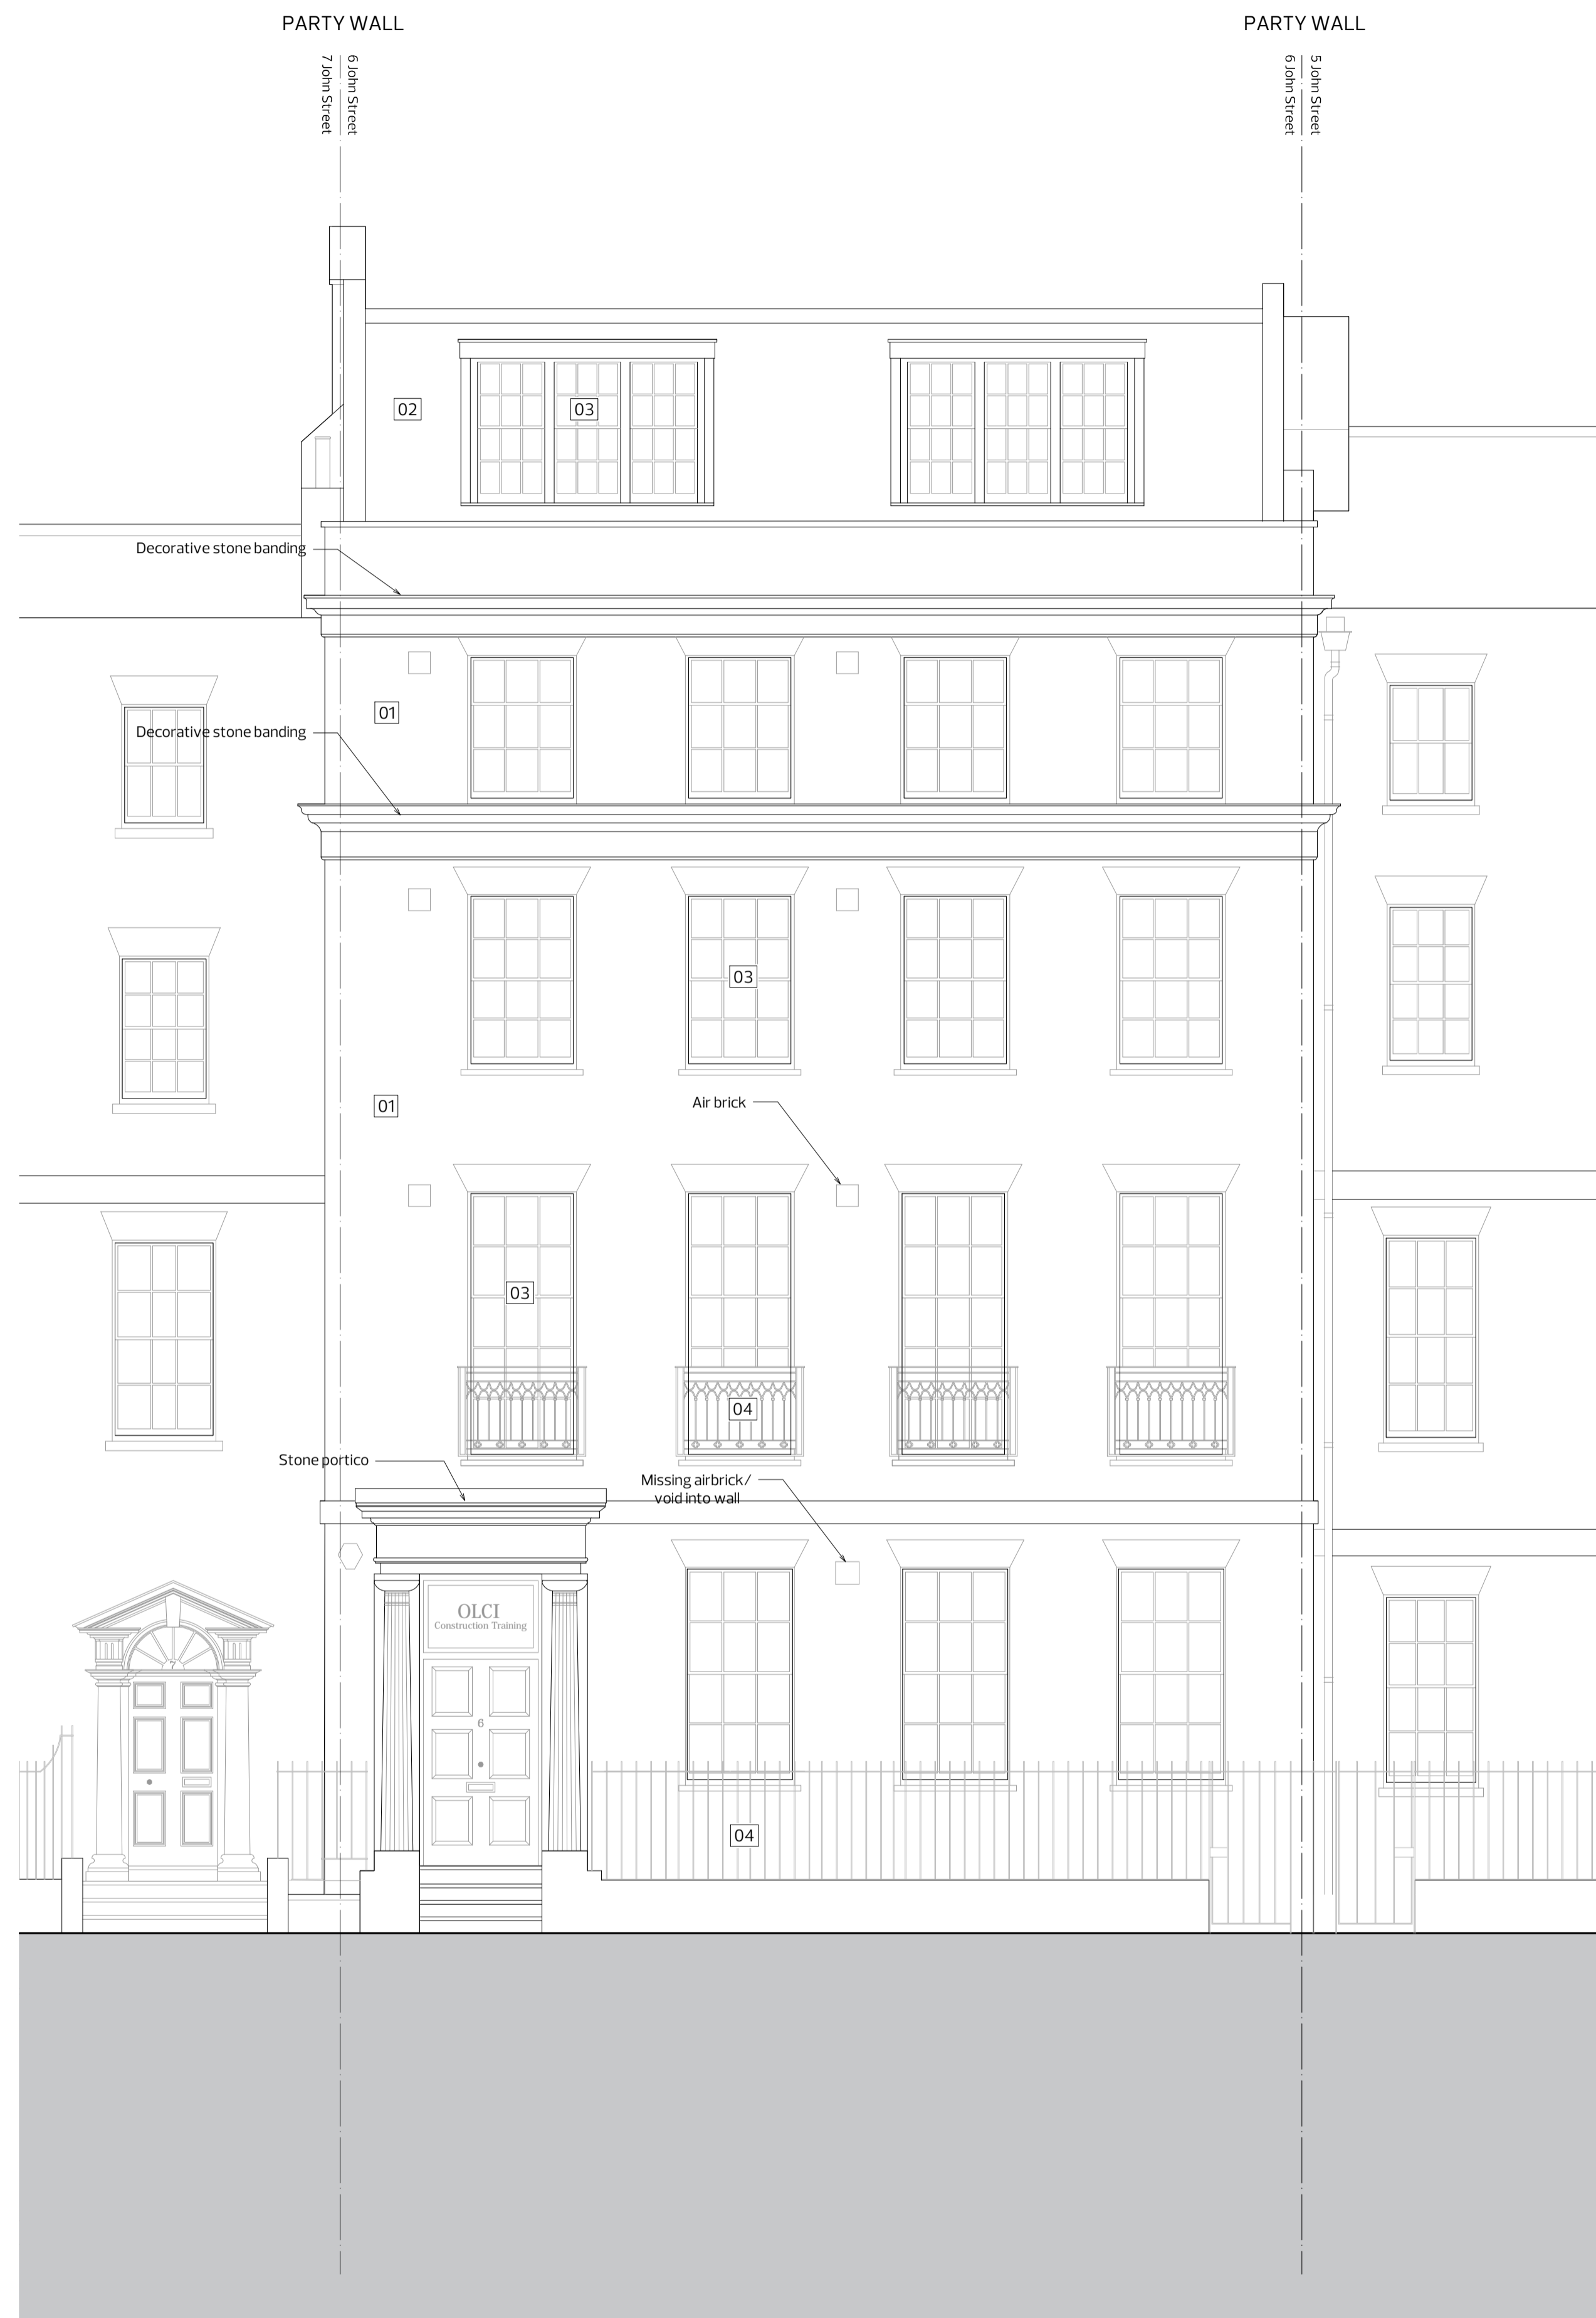 PARTY WALL
PARTY WALL
7 John Street
6 John Street
6 John Street
5 John Street
02
03
Decorative stone banding
01
Decorative stone banding
03
01
Air brick
03
04
Stone portico
Missing airbrick/
void into wall
OLCI
Construction Training
7
6
04